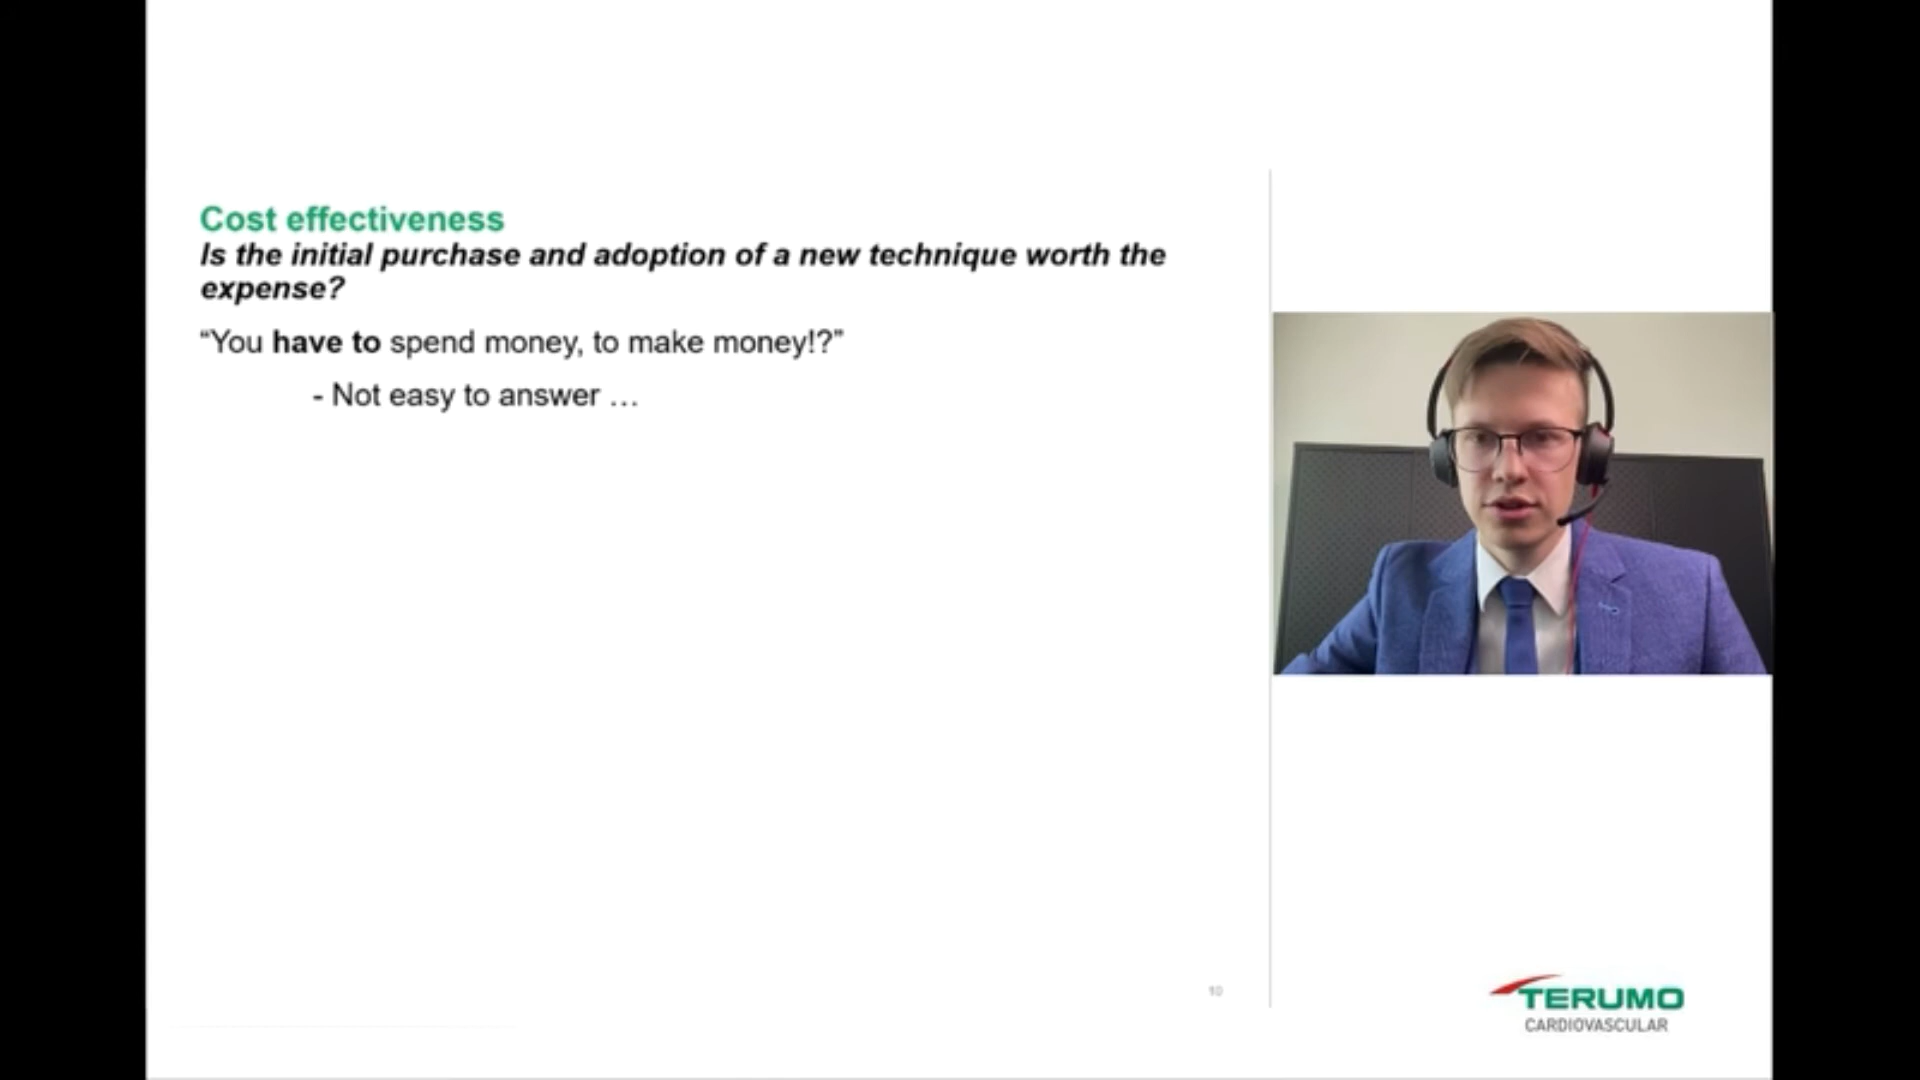 Cost effectiveness
Is the initial purchase and adoption of a new technique worth the
expense?
“You have to spend money, to make money!?”
- Not easy to answer …
10
TERUMO
CARDIOVASCULAR